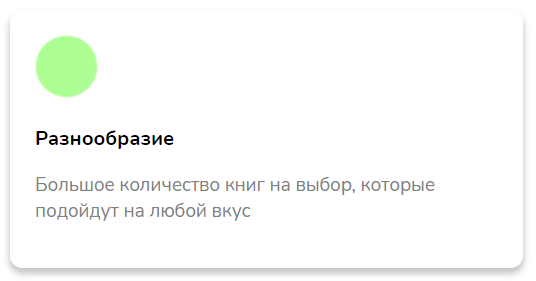 Разнообразие
Большое количество книг на выбор, которые
подойдут на любой вкус